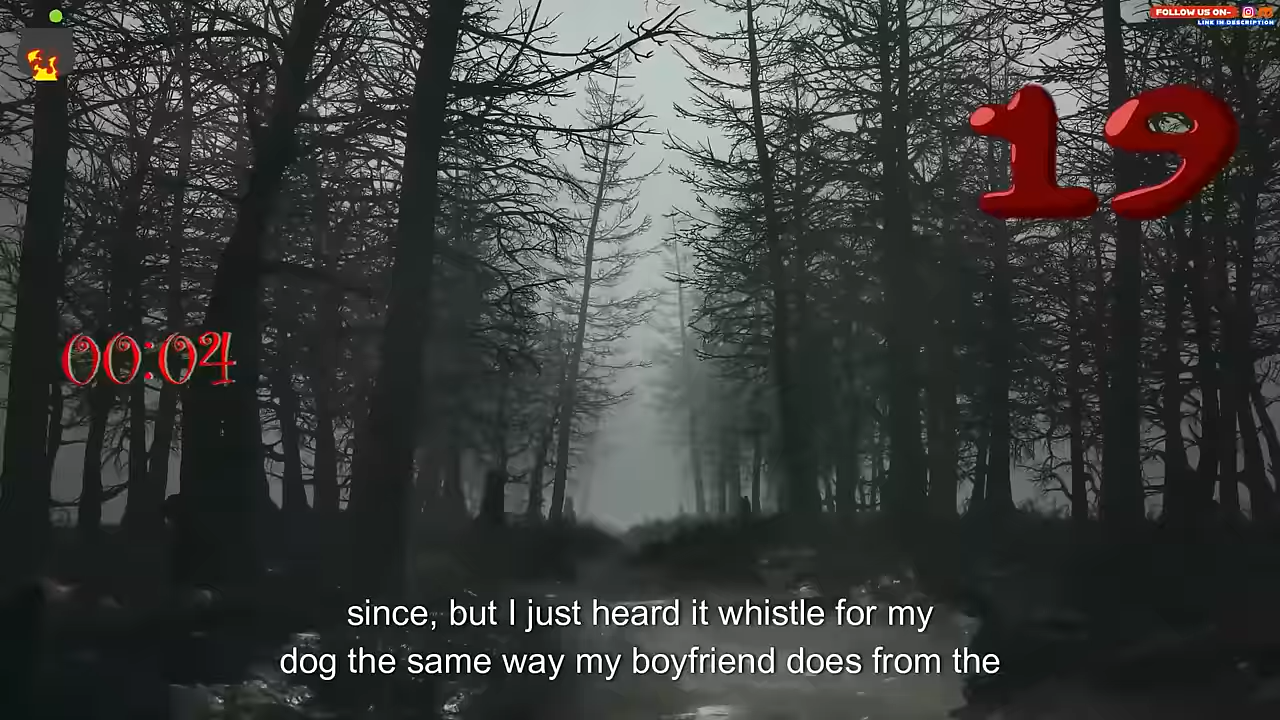 FOLLOW US ON-
LINK IN DESCRIPTION
19
00:04
since, but I just heard it whistle for my
dog the same way my boyfriend does from the